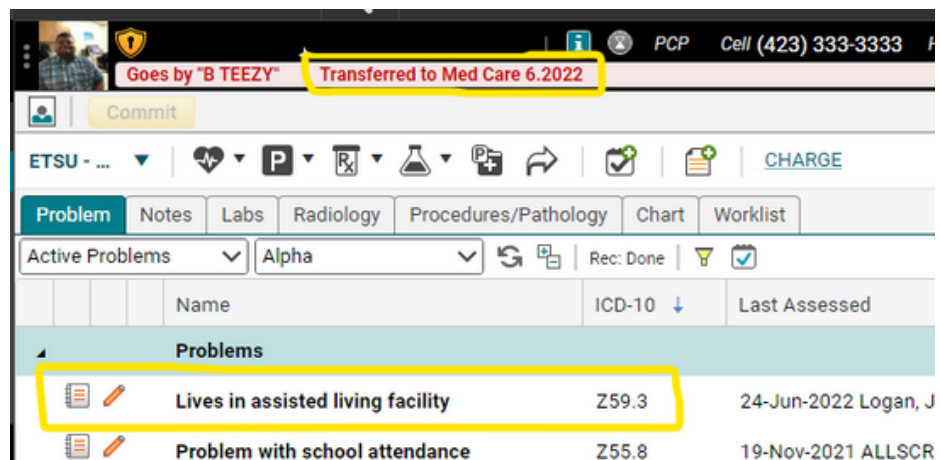 PCP Cell (423) 333-3333
Goes by "B TEEZY" Transferred to Med Care 6.2022
Commit
ETSU - ... CHARGE
Problem Notes Labs Radiology Procedures/Pathology Chart Worklist
Active Problems Alpha Rec: Done
Name ICD-10 Last Assessed
Problems
Lives in assisted living facility Z59.3 24-Jun-2022 Logan, J
Problem with school attendance Z55.8 19-Nov-2021 ALLSCR